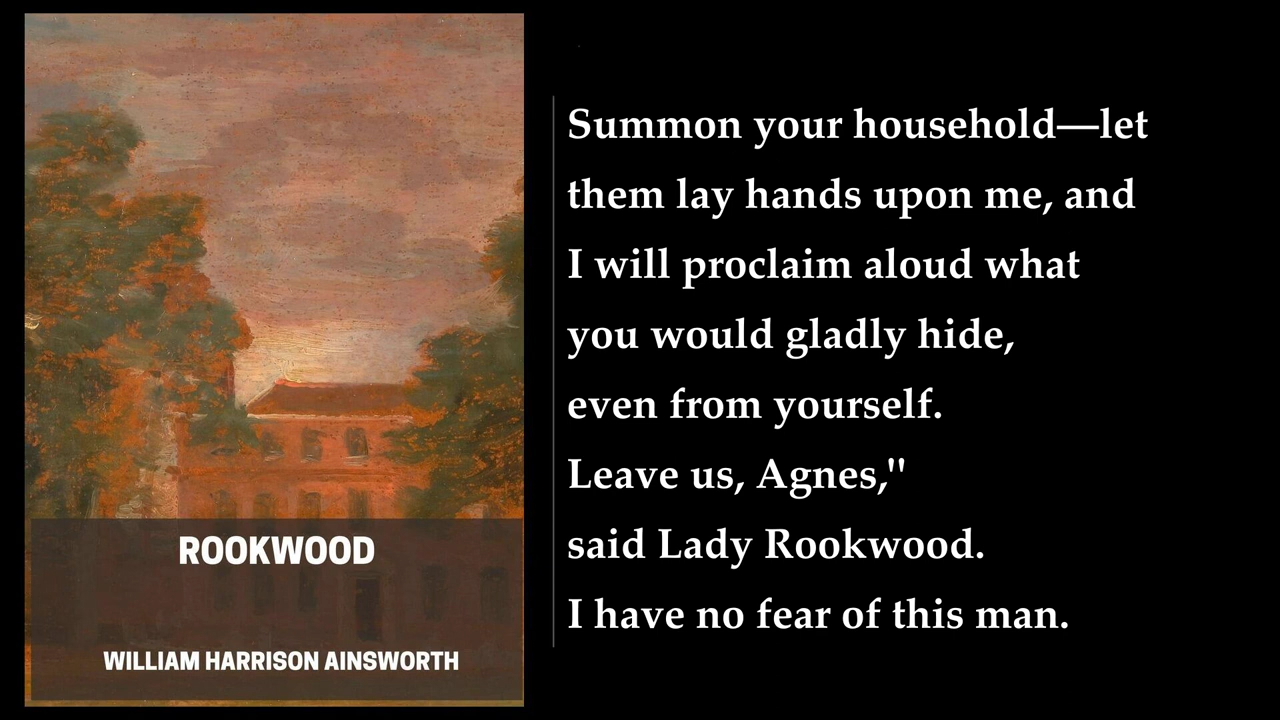 ROOKWOOD
WILLIAM HARRISON AINSWORTH
Summon your household—let
them lay hands upon me, and
I will proclaim aloud what
you would gladly hide,
even from yourself.
Leave us, Agnes,"
said Lady Rookwood.
I have no fear of this man.